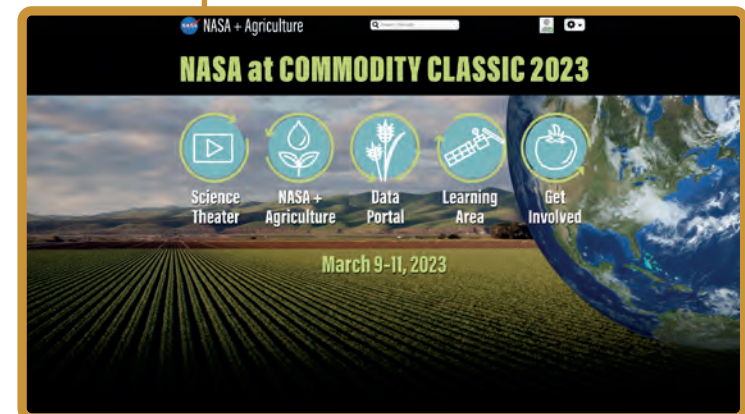 NASA
NASA + Agriculture
NASA at COMMODITY CLASSIC 2023
Science
Theater
NASA +
Agriculture
Data
Portal
Learning
Area
Get
Involved
March 9-11, 2023